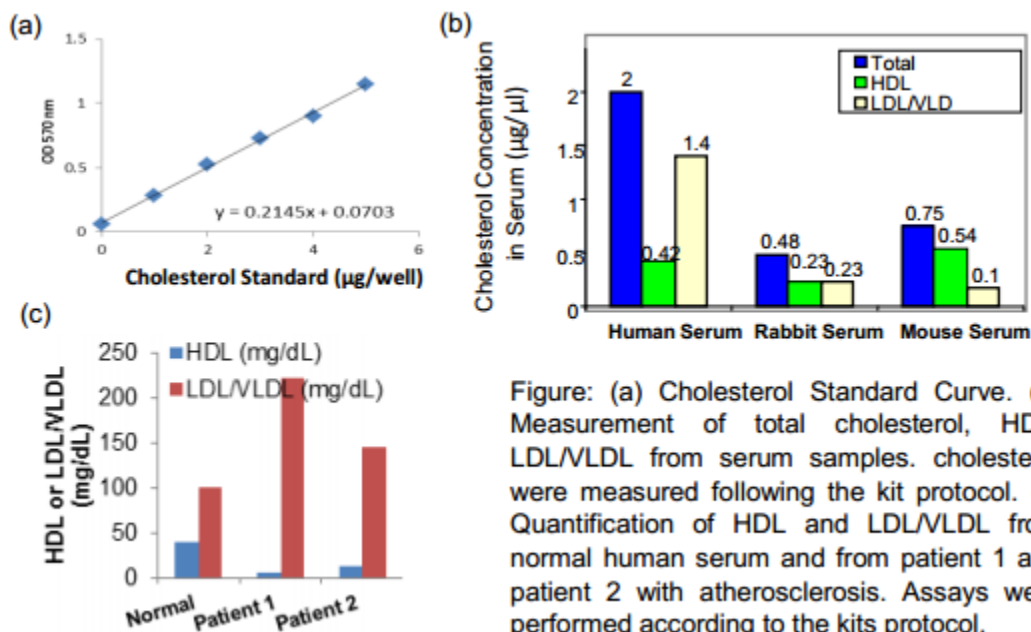 (a)
1.5
1
0.5
0
OD 570 nm
y = 0.2145x + 0.0703
0 2 4 6
Cholesterol Standard (µg/well)
(b)
Cholesterol Concentration
in Serum (µg/µl)
2
1.5
1
0.5
0
Total
HDL
LDL/VLD
2
0.42
1.4
0.48
0.23
0.23
0.75
0.54
0.1
Human Serum Rabbit Serum Mouse Serum
(c)
HDL or LDL/VLDL
(mg/dL)
250
200
150
100
50
0
HDL (mg/dL)
LDL/VLDL (mg/dL)
Normal Patient 1 Patient 2
Figure: (a) Cholesterol Standard Curve. (
Measurement of total cholesterol, HD
LDL/VLDL from serum samples. cholester
were measured following the kit protocol.
Quantification of HDL and LDL/VLDL fro
normal human serum and from patient 1 a
patient 2 with atherosclerosis. Assays we
performed according to the kits protocol.